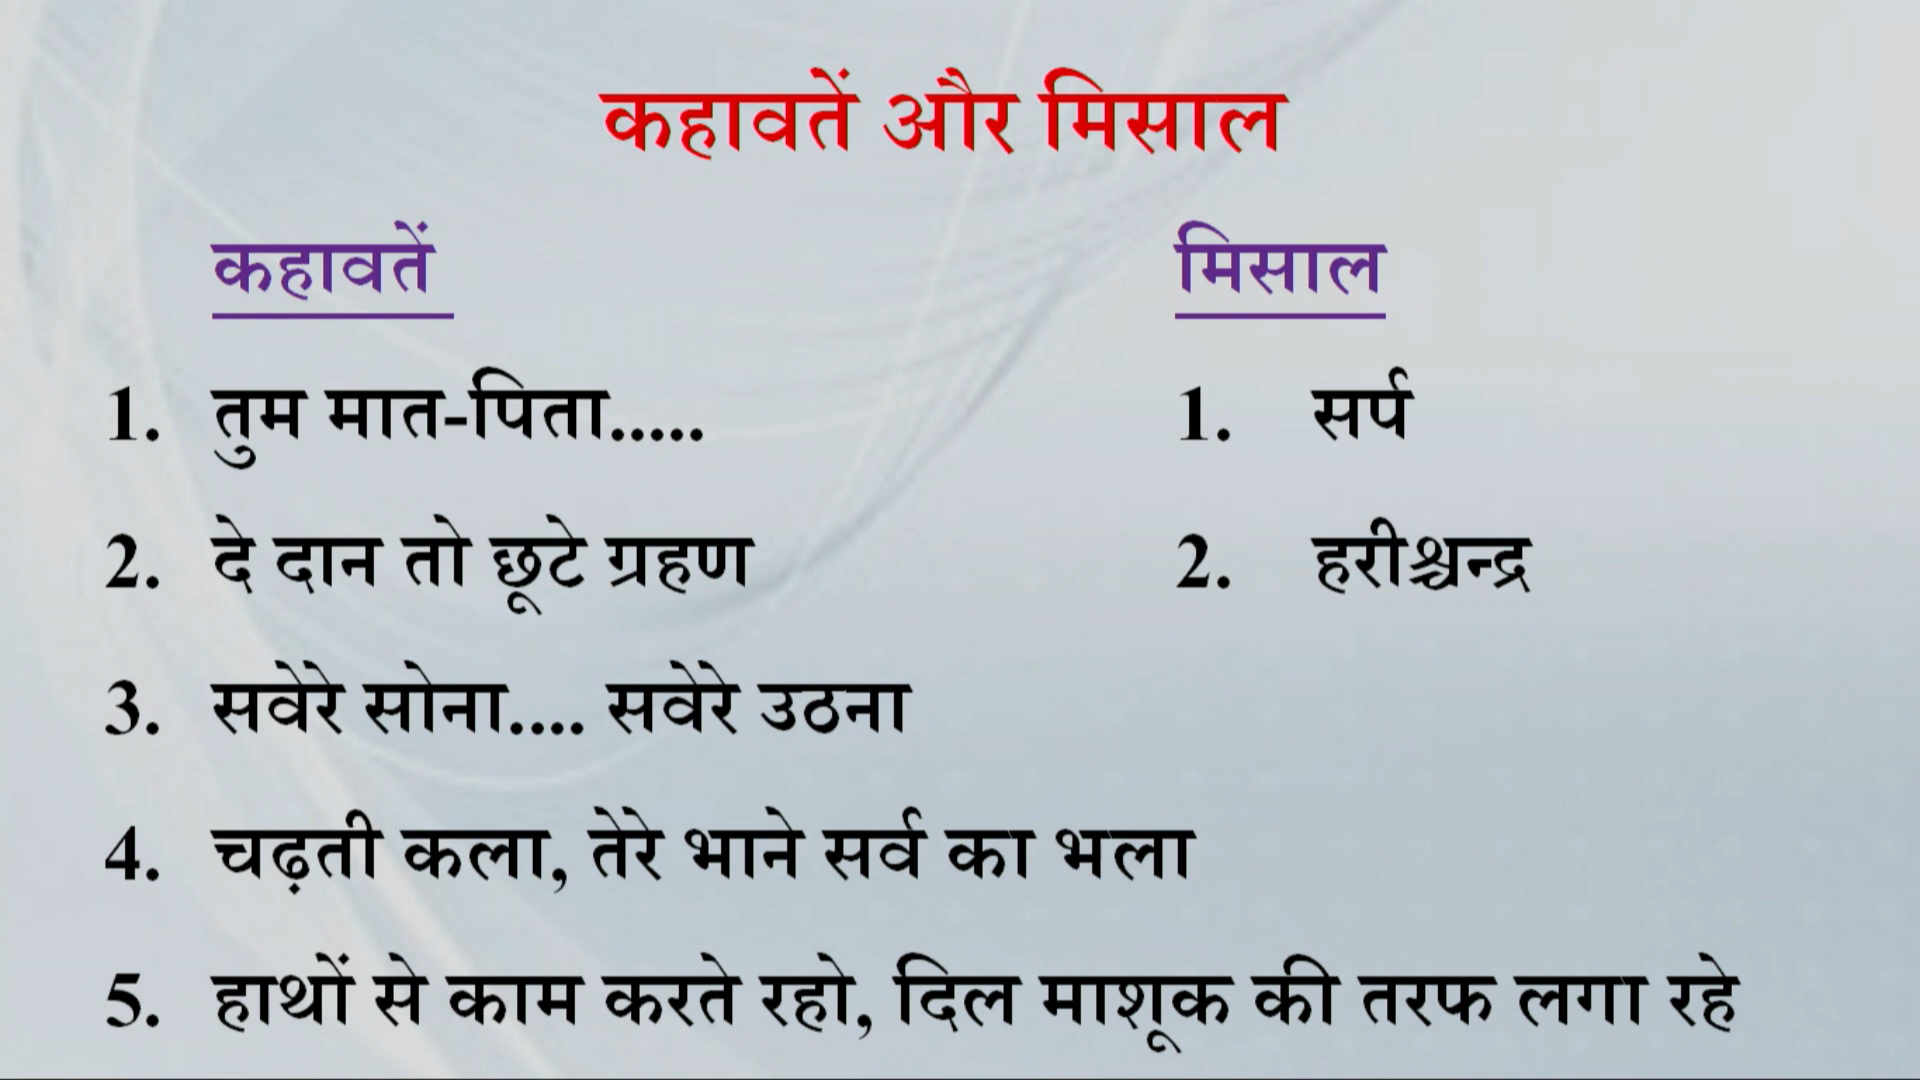 कहावतें और मिसाल
कहावतें मिसाल
1. तुम मात-पिता..... 1. सर्प
2. दे दान तो छूटे ग्रहण 2. हरीश्चन्द्र
3. सवेरे सोना.... सवेरे उठना
4. चढ़ती कला, तेरे भाने सर्व का भला
5. हाथों से काम करते रहो, दिल माशूक की तरफ लगा रहे